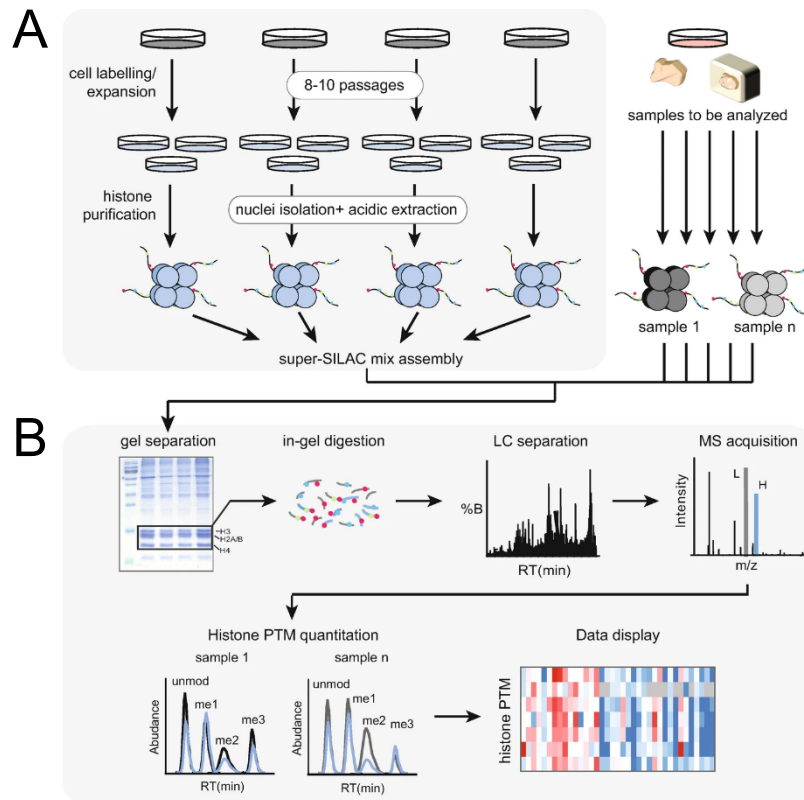 A
cell labelling/
expansion
8-10 passages
histone
purification
nuclei isolation+ acidic extraction
super-SILAC mix assembly
samples to be analyzed
sample 1
sample n
B
gel separation
H3
H2A/B
H4
in-gel digestion
LC separation
%B
RT(min)
MS acquisition
Intensity
L
H
m/z
Histone PTM quantitation
sample 1
unmod
me1
me2
me3
Abudance
RT(min)
sample n
unmod
me1
me2
me3
Abudance
RT(min)
Data display
histone PTM